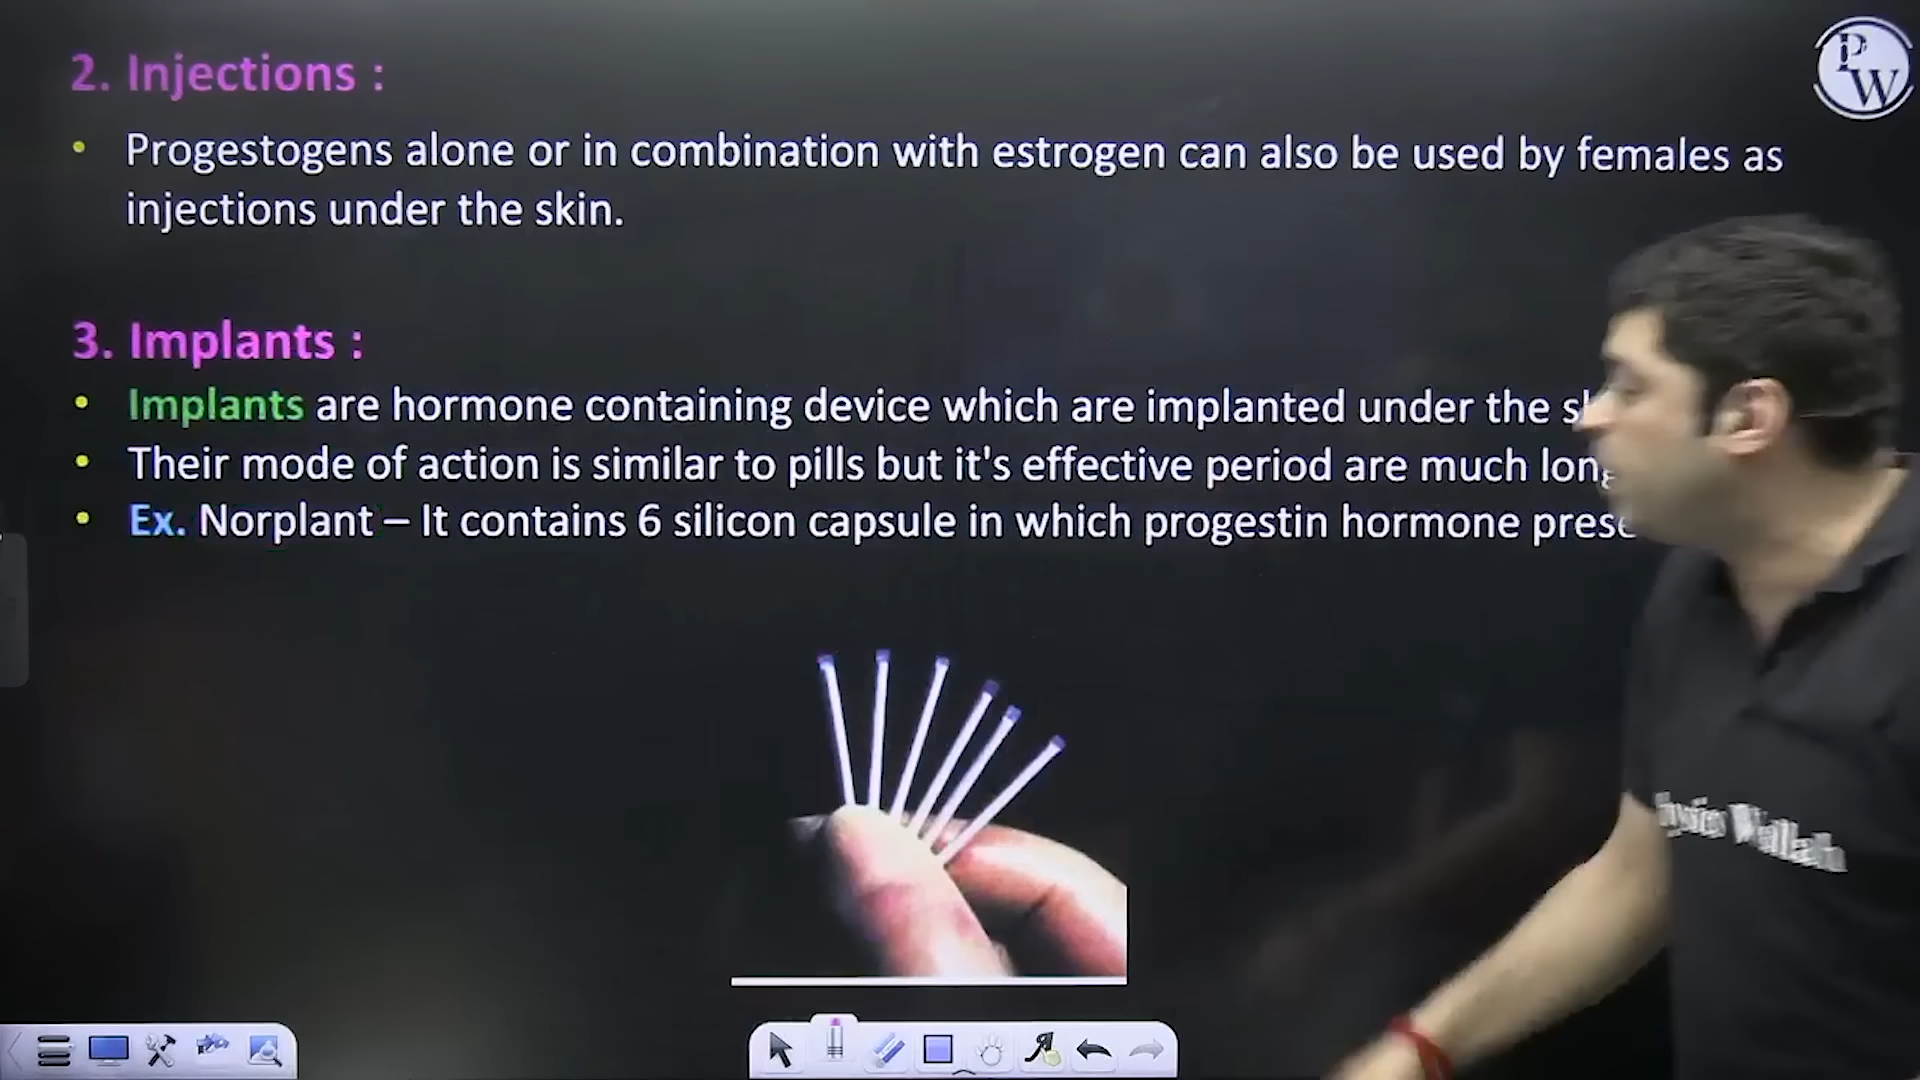 2. Injections :
PW
• Progestogens alone or in combination with estrogen can also be used by females as
injections under the skin.
3. Implants :
• Implants are hormone containing device which are implanted under the
• Their mode of action is similar to pills but it's effective period are much
• Ex. Norplant – It contains 6 silicon capsule in which progestin hormone
Wallah